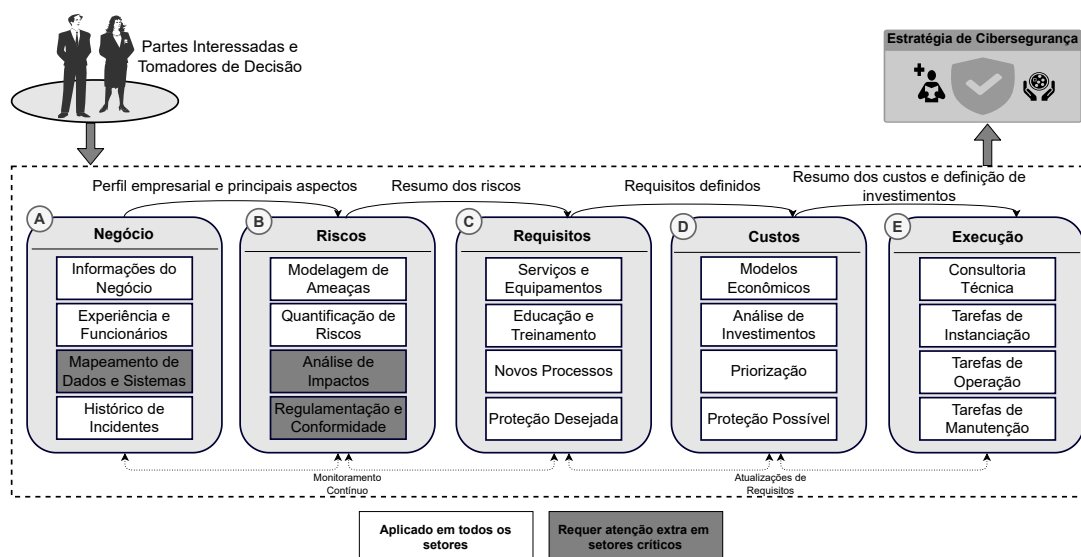 Partes Interessadas e
Tomadores de Decisão
Estratégia de Cibersegurança
Perfil empresarial e principais aspectos
Resumo dos riscos
Requisitos definidos
Resumo dos custos e definição de
investimentos
A
Negócio
Informações do
Negócio
Experiência e
Funcionários
Mapeamento de
Dados e Sistemas
Histórico de
Incidentes
B
Riscos
Modelagem de
Ameaças
Quantificação de
Riscos
Análise de
Impactos
Regulamentação e
Conformidade
C
Requisitos
Serviços e
Equipamentos
Educação e
Treinamento
Novos Processos
Proteção Desejada
D
Custos
Modelos
Econômicos
Análise de
Investimentos
Priorização
Proteção Possível
E
Execução
Consultoria
Técnica
Tarefas de
Instanciação
Tarefas de
Operação
Tarefas de
Manutenção
Monitoramento
Contínuo
Atualizações de
Requisitos
Aplicado em todos os
setores
Requer atenção extra em
setores críticos